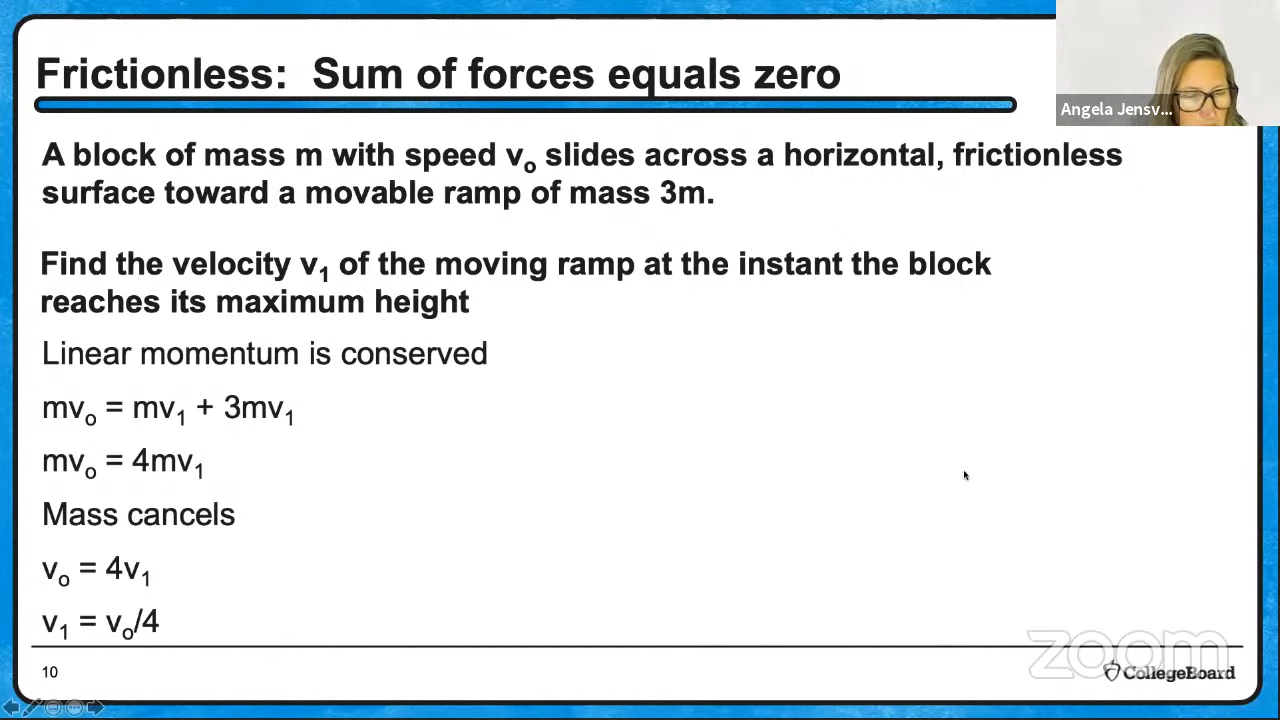 Frictionless: Sum of forces equals zero
Angela Jensv...
A block of mass m with speed vₒ slides across a horizontal, frictionless
surface toward a movable ramp of mass 3m.
Find the velocity v₁ of the moving ramp at the instant the block
reaches its maximum height
Linear momentum is conserved
mvₒ = mv₁ + 3mv₁
mvₒ = 4mv₁
Mass cancels
vₒ = 4v₁
v₁ = vₒ/4
zoom
10
CollegeBoard